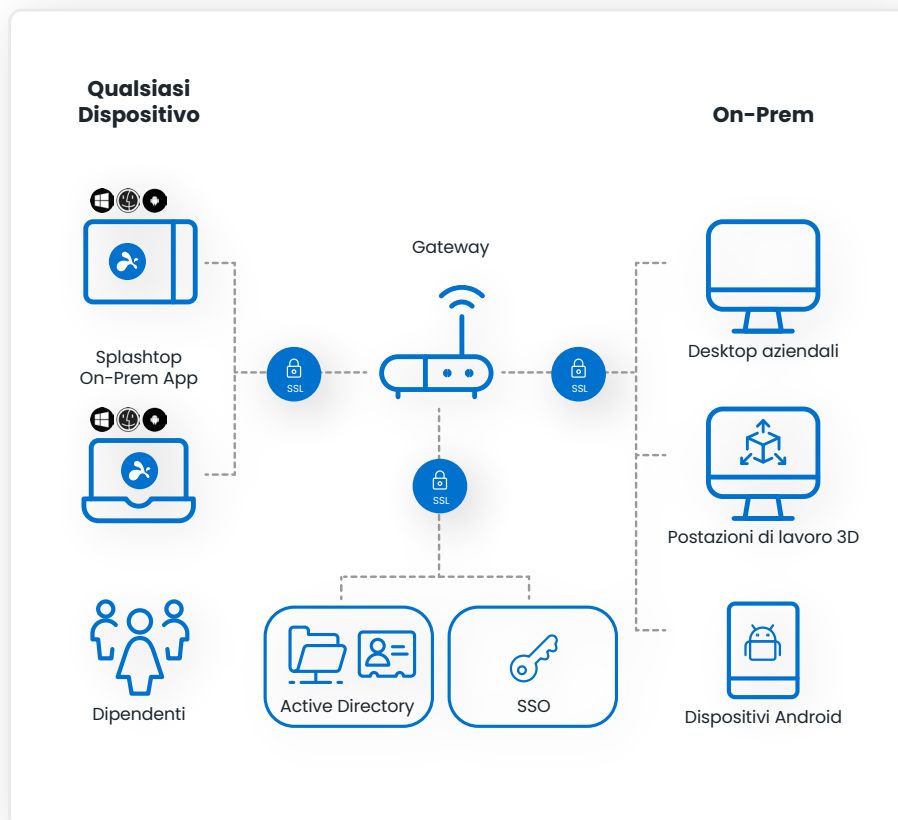 Qualsiasi
Dispositivo
On-Prem
Gateway
Splashtop
On-Prem App
SSL
SSL
SSL
Desktop aziendali
Postazioni di lavoro 3D
Dipendenti
Active Directory
SSO
Dispositivi Android